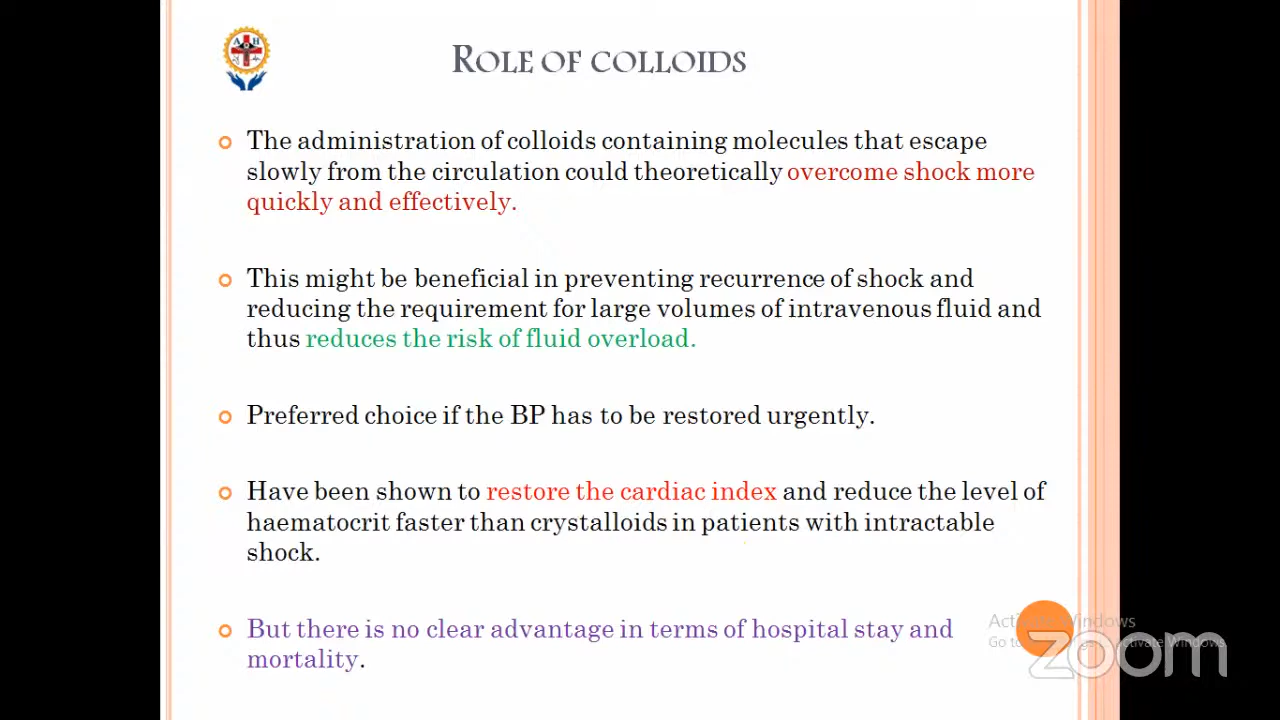 ROLE OF COLLOIDS
The administration of colloids containing molecules that escape
slowly from the circulation could theoretically overcome shock more
quickly and effectively.
This might be beneficial in preventing recurrence of shock and
reducing the requirement for large volumes of intravenous fluid and
thus reduces the risk of fluid overload.
Preferred choice if the BP has to be restored urgently.
Have been shown to restore the cardiac index and reduce the level of
haematocrit faster than crystalloids in patients with intractable
shock.
But there is no clear advantage in terms of hospital stay and
mortality.
Windows
Go to Activate Windows
zoom
A H